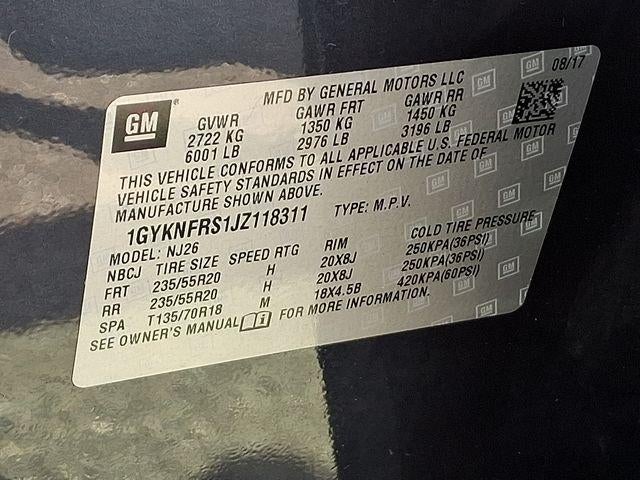 MFD BY GENERAL MOTORS LLC 08/17
GM
GVWR GAWR FRT GAWR RR
2722 KG 1350 KG 1450 KG
6001 LB 2976 LB 3196 LB
THIS VEHICLE CONFORMS TO ALL APPLICABLE U.S. FEDERAL MOTOR
VEHICLE SAFETY STANDARDS IN EFFECT ON THE DATE OF
MANUFACTURE SHOWN ABOVE.
1GYKNFRS1JZ118311 TYPE: M.P.V.
MODEL: NJ26
NBCJ TIRE SIZE SPEED RTG RIM COLD TIRE PRESSURE
FRT 235/55R20 H 20X8J 250KPA(36PSI)
RR 235/55R20 H 20X8J 250KPA(36PSI)
SPA T135/70R18 M 18X4.5B 420KPA(60PSI)
SEE OWNER'S MANUAL FOR MORE INFORMATION.